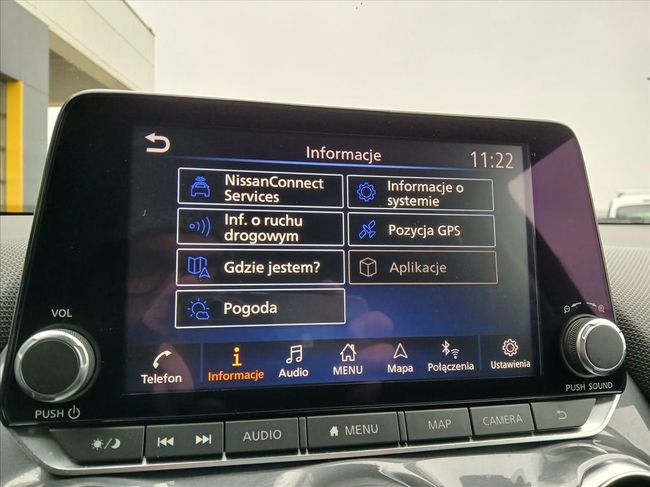 Informacje
11:22
NissanConnect
Services
Informacje o
systemie
Inf. o ruchu
drogowym
Pozycja GPS
Gdzie jestem?
Aplikacje
Pogoda
Telefon
Informacje
Audio
MENU
Mapa
Połączenia
Ustawienia
VOL
PUSH
PUSH SOUND
AUDIO
MENU
MAP
CAMERA